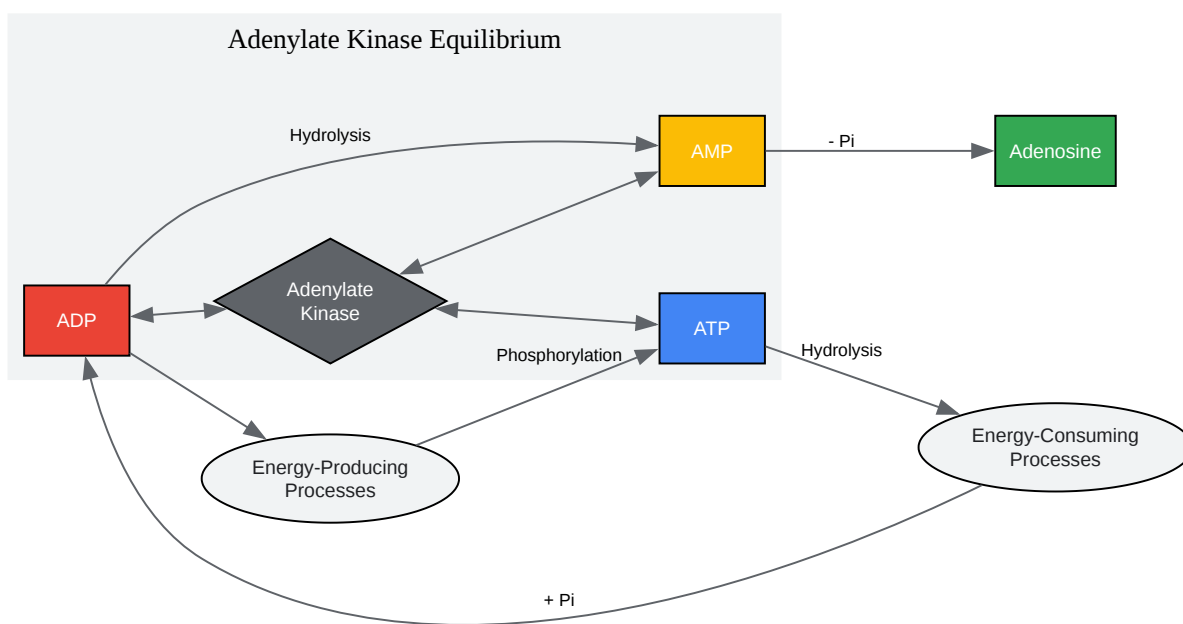 Adenylate Kinase Equilibrium
Hydrolysis
AMP
- Pi
Adenosine
Adenylate
Kinase
ADP
ATP
Phosphorylation
Hydrolysis
Energy-Consuming
Processes
Energy-Producing
Processes
+ Pi